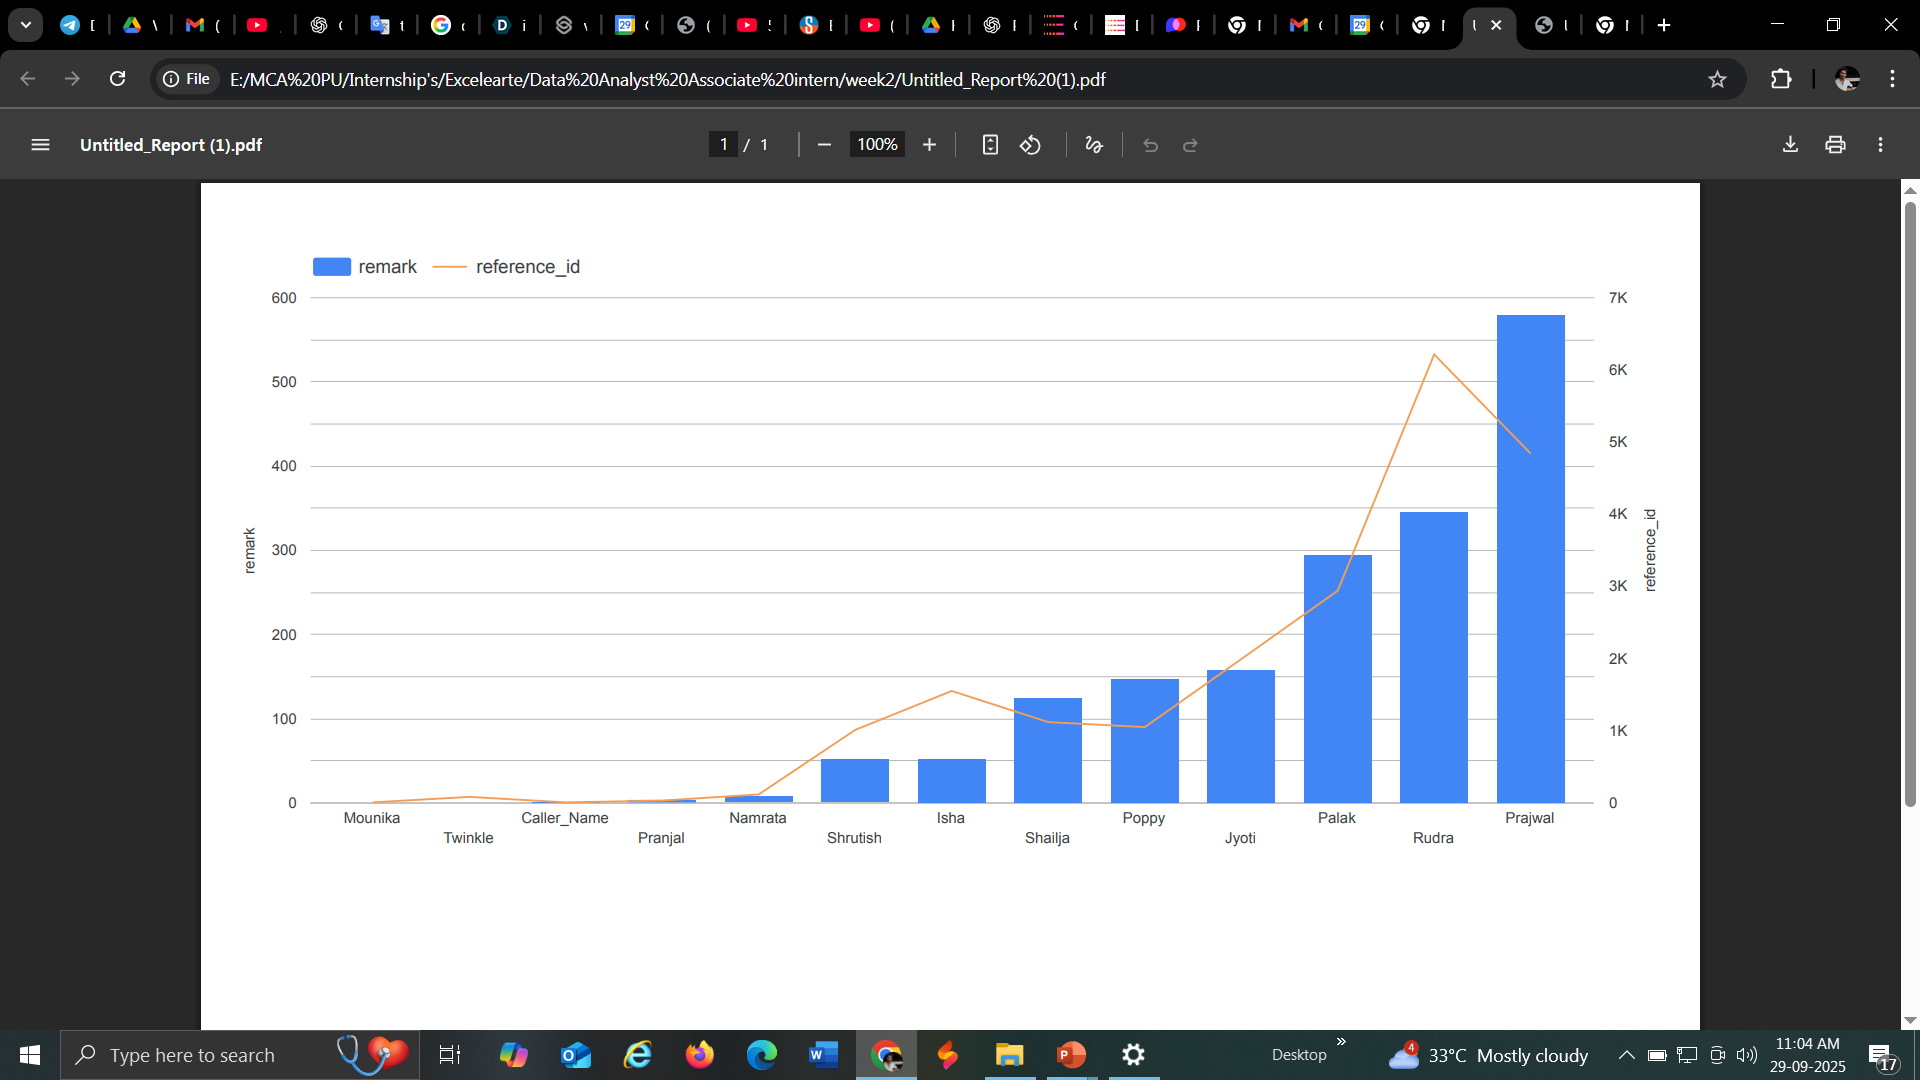 File
E:/MCA%20PU/Internship's/Excelearte/Data%20Analyst%20Associate%20intern/week2/Untitled_Report%20(1).pdf
Untitled_Report (1).pdf
1 / 1
100%
remark
reference_id
600
500
400
300
200
100
0
remark
7K
6K
5K
4K
3K
2K
1K
0
reference_id
Mounika
Twinkle
Caller_Name
Pranjal
Namrata
Shrutish
Isha
Shailja
Poppy
Jyoti
Palak
Rudra
Prajwal
Type here to search
Desktop
4
33°C Mostly cloudy
11:04 AM
29-09-2025
17